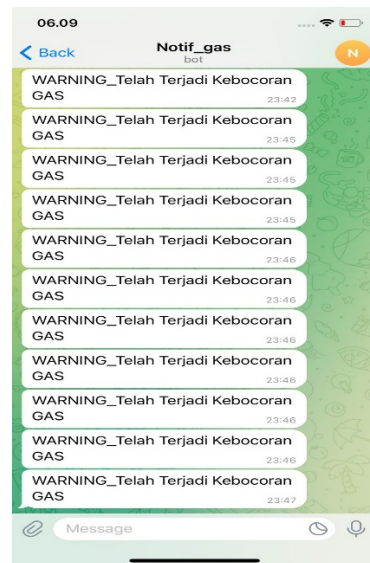 06.09
Back
Notif_gas
bot
N
WARNING_Telah Terjadi Kebocoran
GAS
23:42
WARNING_Telah Terjadi Kebocoran
GAS
23:45
WARNING_Telah Terjadi Kebocoran
GAS
23:45
WARNING_Telah Terjadi Kebocoran
GAS
23:45
WARNING_Telah Terjadi Kebocoran
GAS
23:46
WARNING_Telah Terjadi Kebocoran
GAS
23:46
WARNING_Telah Terjadi Kebocoran
GAS
23:46
WARNING_Telah Terjadi Kebocoran
GAS
23:46
WARNING_Telah Terjadi Kebocoran
GAS
23:46
WARNING_Telah Terjadi Kebocoran
GAS
23:46
WARNING_Telah Terjadi Kebocoran
GAS
23:47
Message